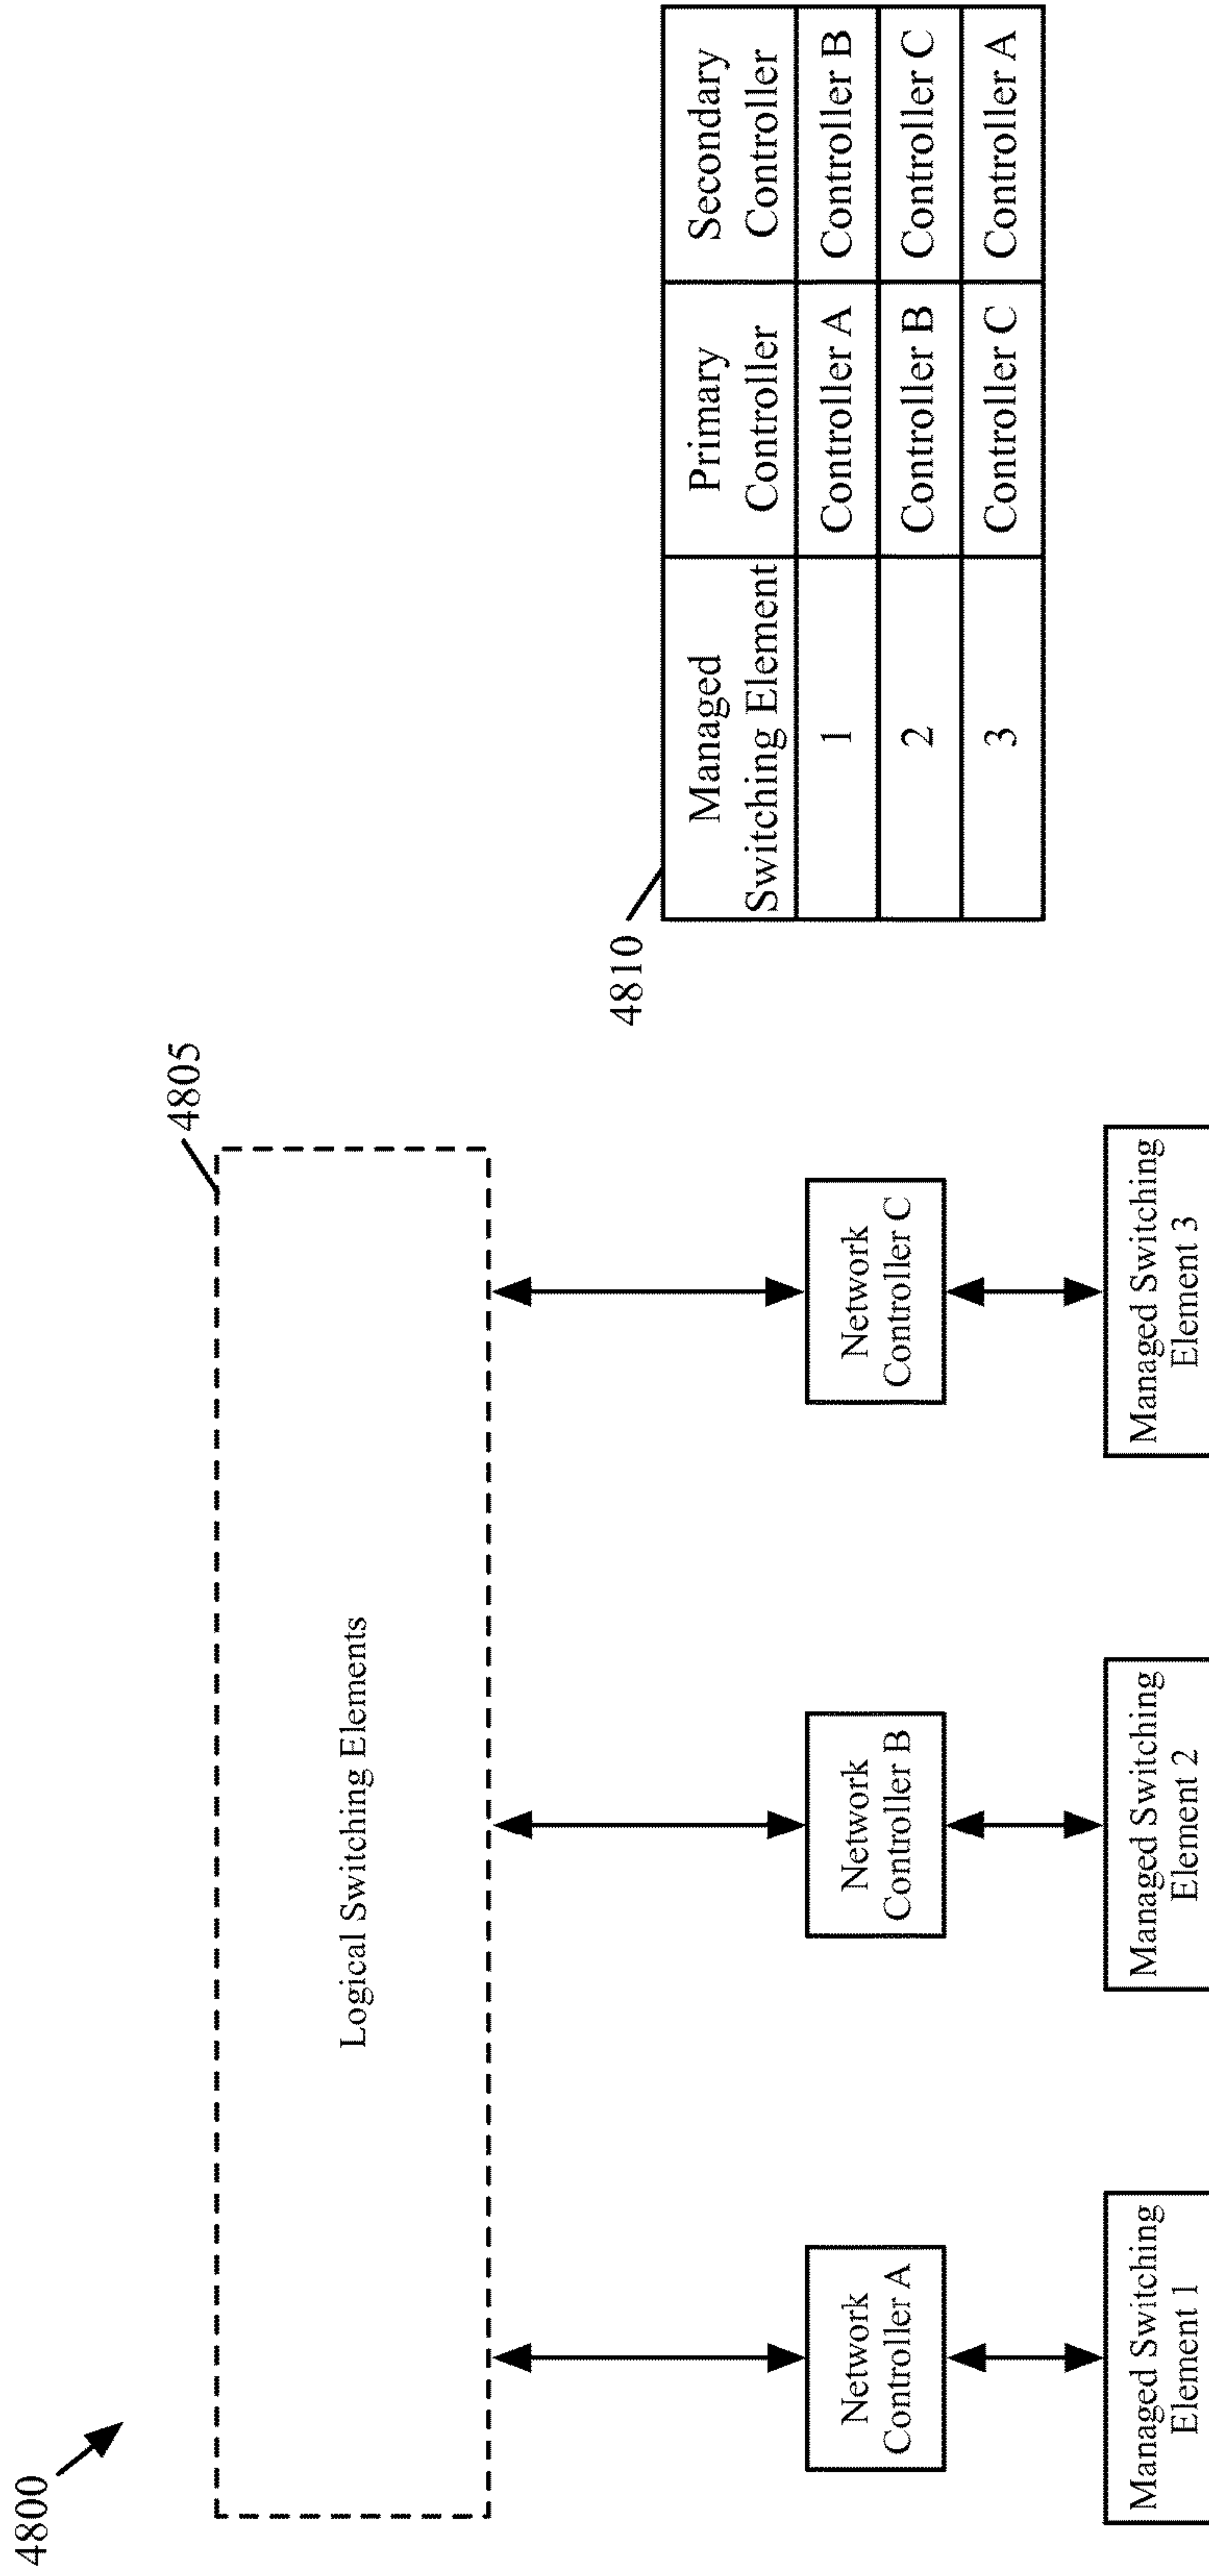 4800
4805
Logical Switching Elements
Network
Controller A
Network
Controller B
Network
Controller C
Managed Switching
Element 1
Managed Switching
Element 2
Managed Switching
Element 3
4810
Managed
Switching Element
Primary
Controller
Secondary
Controller
1
Controller A
Controller B
2
Controller B
Controller C
3
Controller C
Controller A